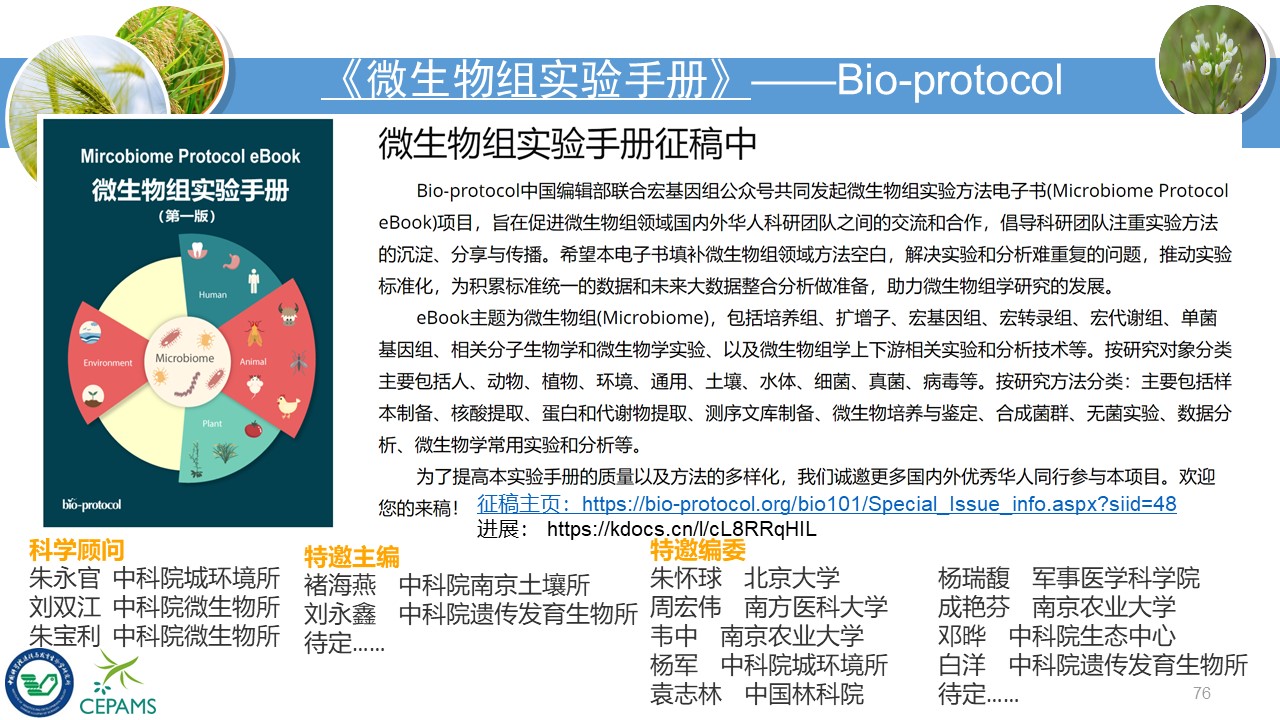 《微生物组实验手册》——Bio-protocol
Mircobiome Protocol eBook
微生物组实验手册
（第一版）
Human
Environment
Microbiome
Animal
Plant
bio-protocol
微生物组实验手册征稿中
Bio-protocol中国编辑部联合宏基因组公众号共同发起微生物组实验方法电子书(Microbiome Protocol
eBook)项目，旨在促进微生物组领域国内外华人科研团队之间的交流和合作，倡导科研团队注重实验方法
的沉淀、分享与传播。希望本电子书填补微生物组领域方法空白，解决实验和分析难重复的问题，推动实验
标准化，为积累标准统一的数据和未来大数据整合分析做准备，助力微生物组学研究的发展。
eBook主题为微生物组(Microbiome)，包括培养组、扩增子、宏基因组、宏转录组、宏代谢组、单菌
基因组、相关分子生物学和微生物学实验、以及微生物组学上下游相关实验和分析技术等。按研究对象分类
主要包括人、动物、植物、环境、通用、土壤、水体、细菌、真菌、病毒等。按研究方法分类：主要包括样
本制备、核酸提取、蛋白和代谢物提取、测序文库制备、微生物培养与鉴定、合成菌群、无菌实验、数据分
析、微生物学常用实验和分析等。
为了提高本实验手册的质量以及方法的多样化，我们诚邀更多国内外优秀华人同行参与本项目。欢迎
您的来稿！ 征稿主页：https://bio-protocol.org/bio101/Special_Issue_info.aspx?siid=48
进展： https://kdocs.cn/l/cL8RRqHIL
科学顾问
朱永官 中科院城环境所
刘双江 中科院微生物所
朱宝利 中科院微生物所
特邀主编
褚海燕 中科院南京土壤所
刘永鑫 中科院遗传发育生物所
待定……
特邀编委
朱怀球 北京大学
周宏伟 南方医科大学
韦中 南京农业大学
杨军 中科院城环境所
袁志林 中国林科院
杨瑞馥 军事医学科学院
成艳芬 南京农业大学
邓晔 中科院生态中心
白洋 中科院遗传发育生物所
待定……
CEPAMS
76